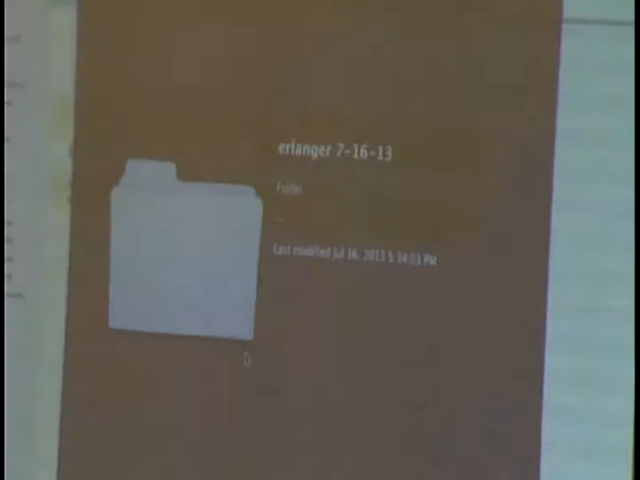 erlanger 7-16-13
Folder
--
Last modified Jul 16, 2013 5:34:03 PM